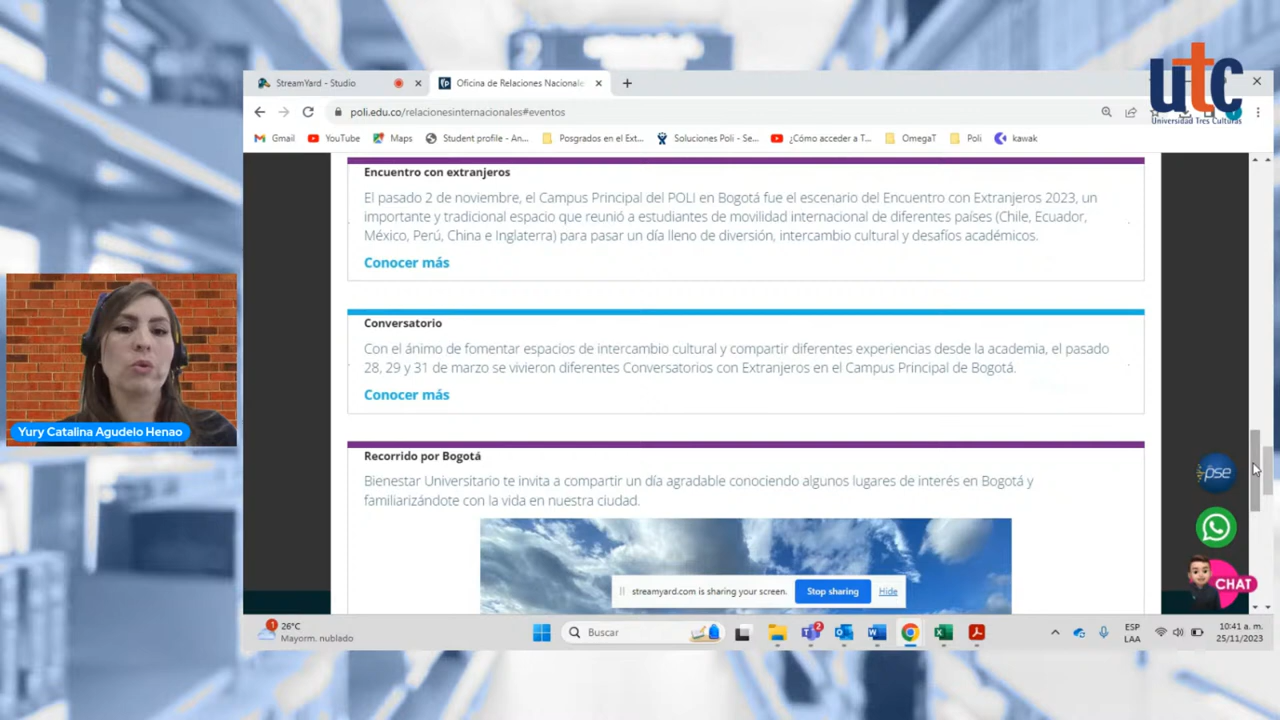 utc
Universidad Tres Culturas
StreamYard - Studio
Oficina de Relaciones Nacionale
poli.edu.co/relacionesinternacionales#eventos
Gmail
YouTube
Maps
Student profile - An...
Posgrados en el Ext...
Soluciones Poli - Se...
¿Cómo acceder a T...
OmegaT
Poli
kawak
Encuentro con extranjeros
El pasado 2 de noviembre, el Campus Principal del POLI en Bogotá fue el escenario del Encuentro con Extranjeros 2023, un
importante y tradicional espacio que reunió a estudiantes de movilidad internacional de diferentes países (Chile, Ecuador,
México, Perú, China e Inglaterra) para pasar un día lleno de diversión, intercambio cultural y desafíos académicos.
Conocer más
Conversatorio
Con el ánimo de fomentar espacios de intercambio cultural y compartir diferentes experiencias desde la academia, el pasado
28, 29 y 31 de marzo se vivieron diferentes Conversatorios con Extranjeros en el Campus Principal de Bogotá.
Conocer más
Yury Catalina Agudelo Henao
Recorrido por Bogotá
Bienestar Universitario te invita a compartir un día agradable conociendo algunos lugares de interés en Bogotá y
familiarizándote con la vida en nuestra ciudad.
pse
CHAT
streamyard.com is sharing your screen.
Stop sharing
Hide
1
26°C
Mayorm. nublado
Buscar
2
ESP
LAA
10:41 a. m.
25/11/2023